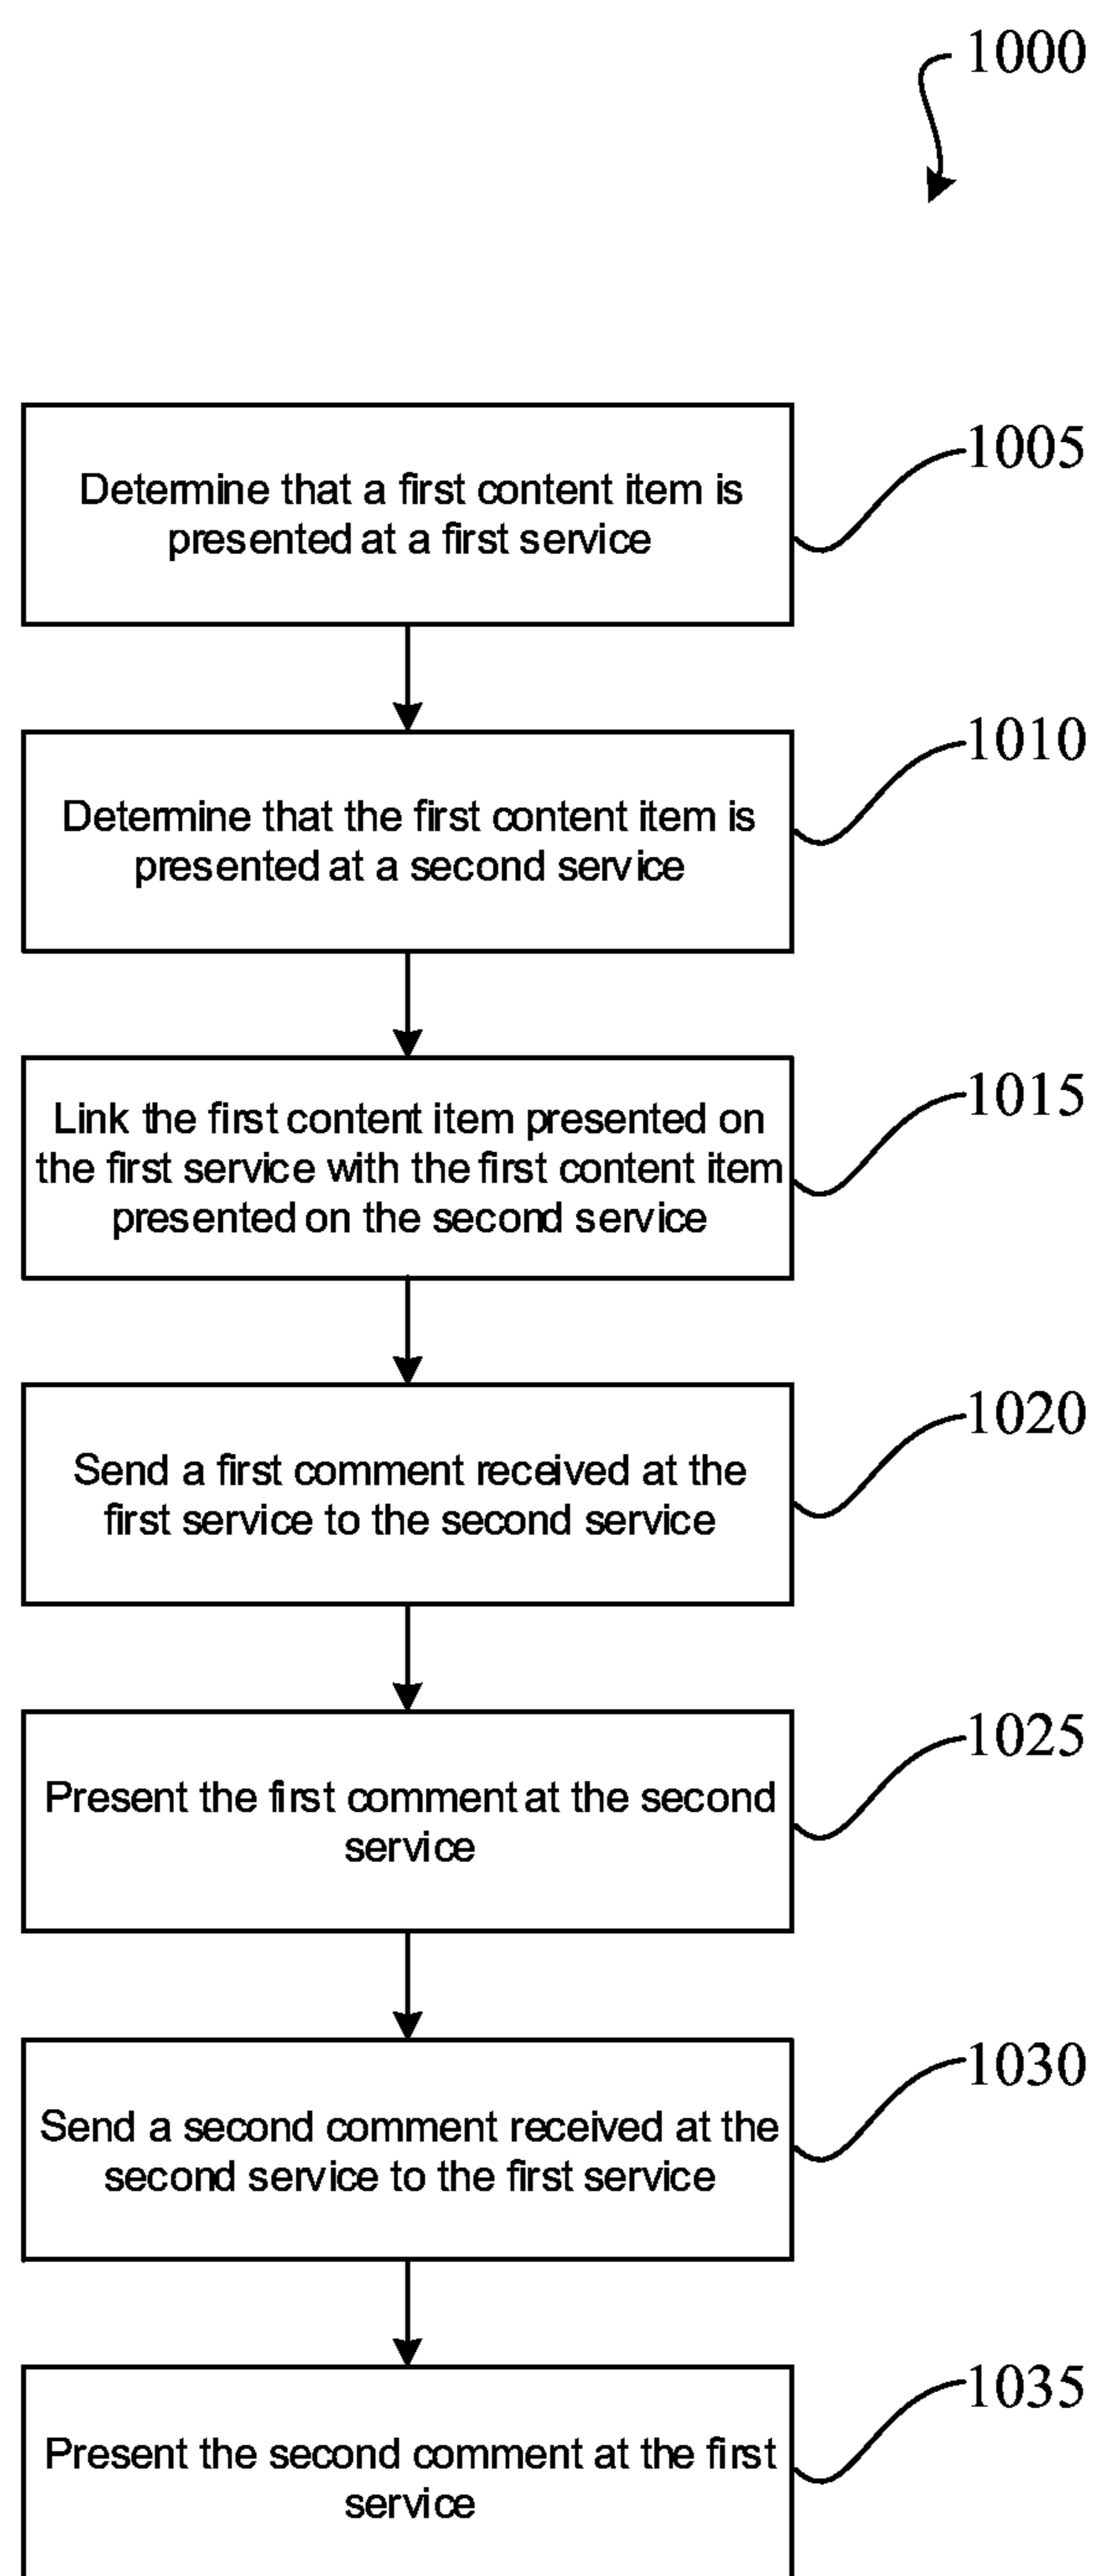 1000
Determine that a first content item is
presented at a first service
1005
Determine that the first content item is
presented at a second service
1010
Link the first content item presented on
the first service with the first content item
presented on the second service
1015
Send a first comment received at the
first service to the second service
1020
Present the first comment at the second
service
1025
Send a second comment received at the
second service to the first service
1030
Present the second comment at the first
service
1035